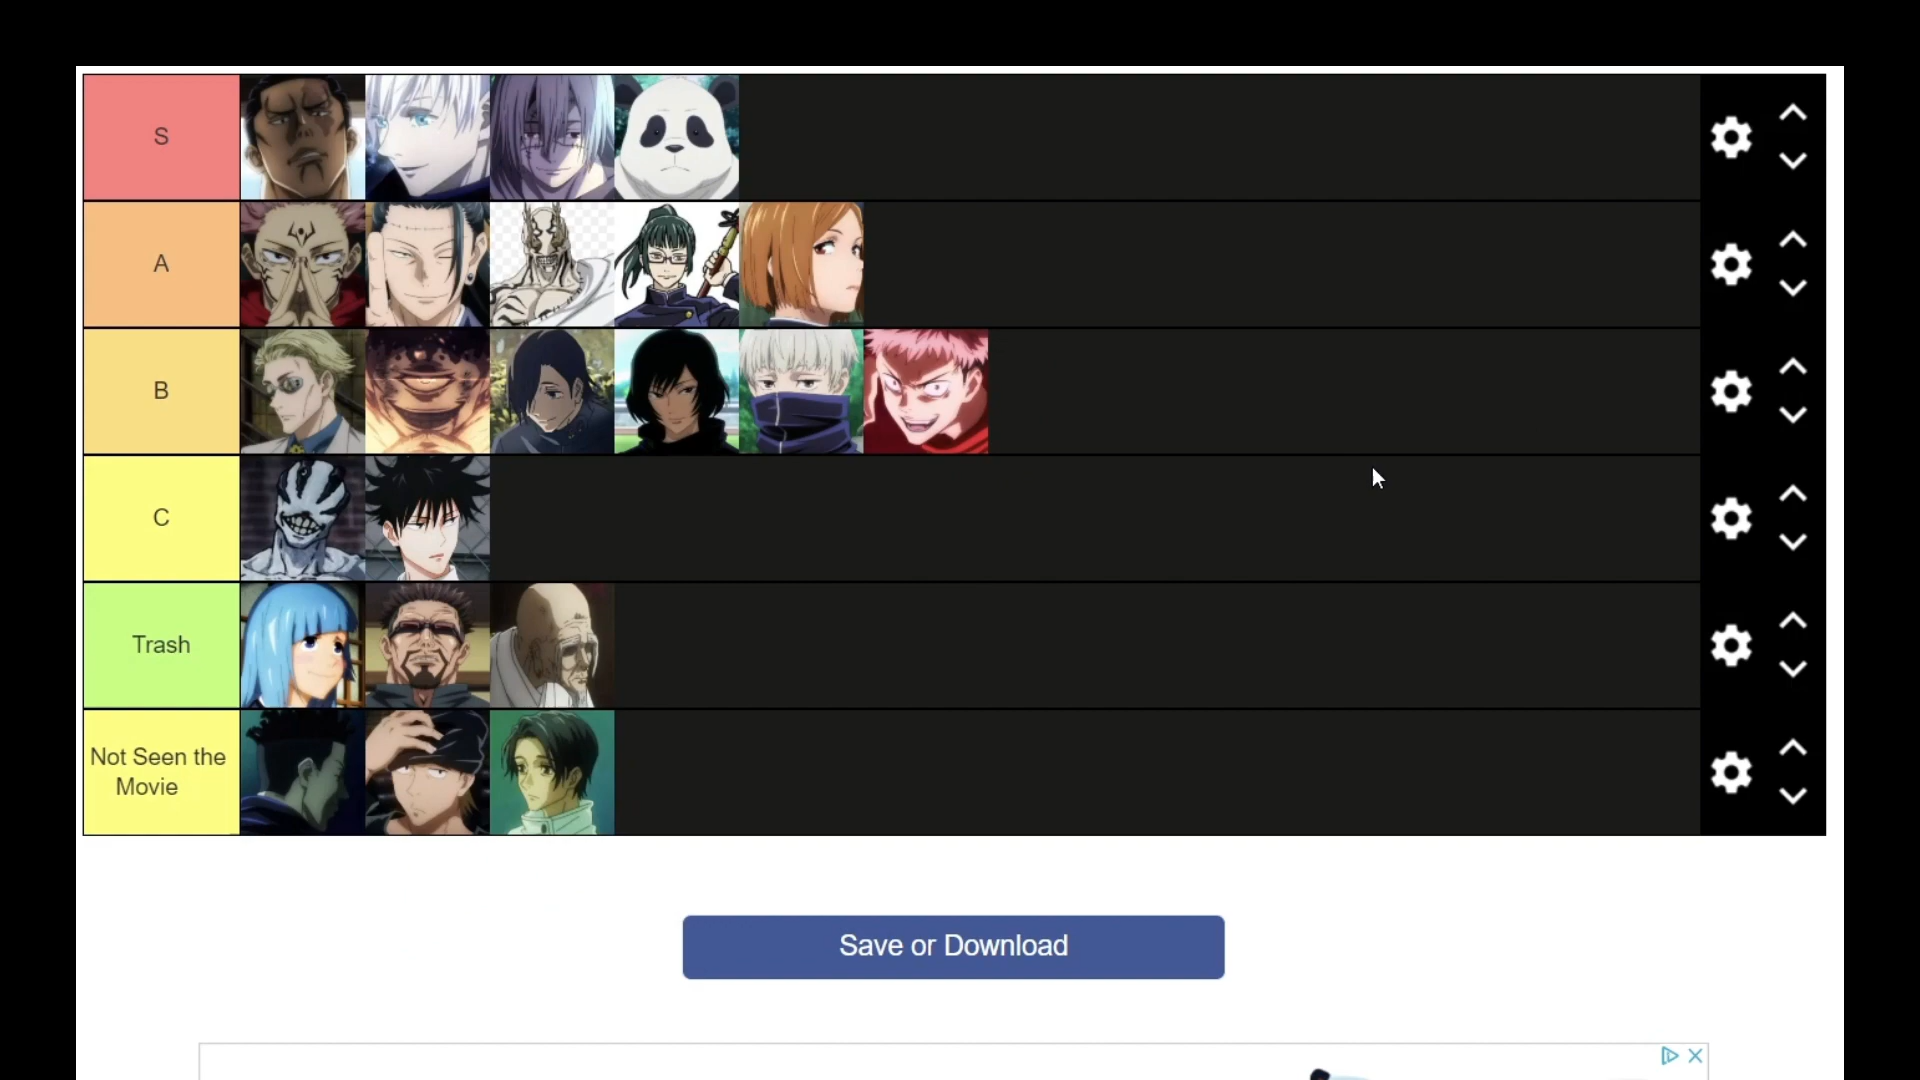 S
A
B
C
Trash
Not Seen the
Movie
Save or Download